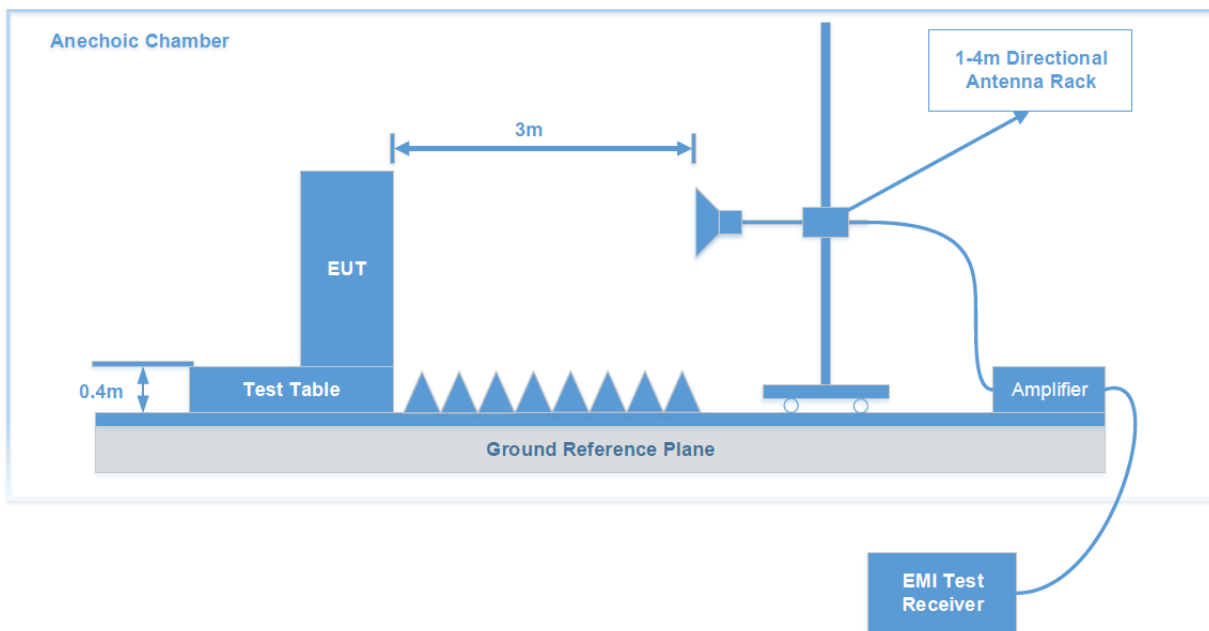 Anechoic Chamber
1-4m Directional
Antenna Rack
3m
EUT
0.4m
Test Table
Amplifier
Ground Reference Plane
EMI Test
Receiver